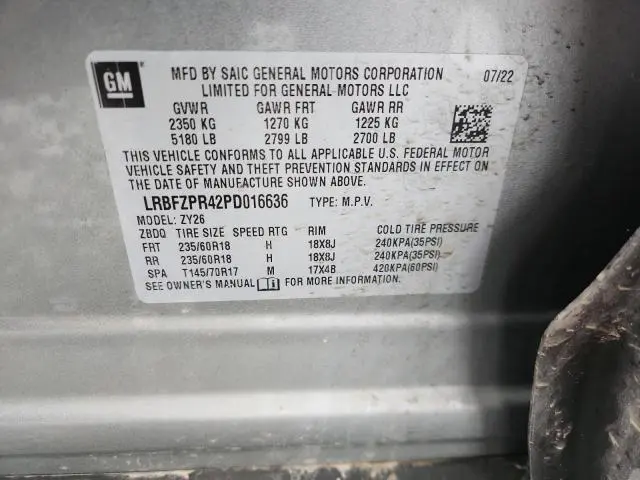 GM
MFD BY SAIC GENERAL MOTORS CORPORATION 07/22
LIMITED FOR GENERAL MOTORS LLC
GVWR GAWR FRT GAWR RR
2350 KG 1270 KG 1225 KG
5180 LB 2799 LB 2700 LB
THIS VEHICLE CONFORMS TO ALL APPLICABLE U.S. FEDERAL MOTOR
VEHICLE SAFETY AND THEFT PREVENTION STANDARDS IN EFFECT ON
THE DATE OF MANUFACTURE SHOWN ABOVE.
LRBFZPR42PD016636 TYPE: M.P.V.
MODEL: ZY26
ZBDQ TIRE SIZE SPEED RTG RIM COLD TIRE PRESSURE
FRT 235/60R18 H 18X8J 240KPA(35PSI)
RR 235/60R18 H 18X8J 240KPA(35PSI)
SPA T145/70R17 M 17X4B 420KPA(60PSI)
SEE OWNER'S MANUAL FOR MORE INFORMATION.